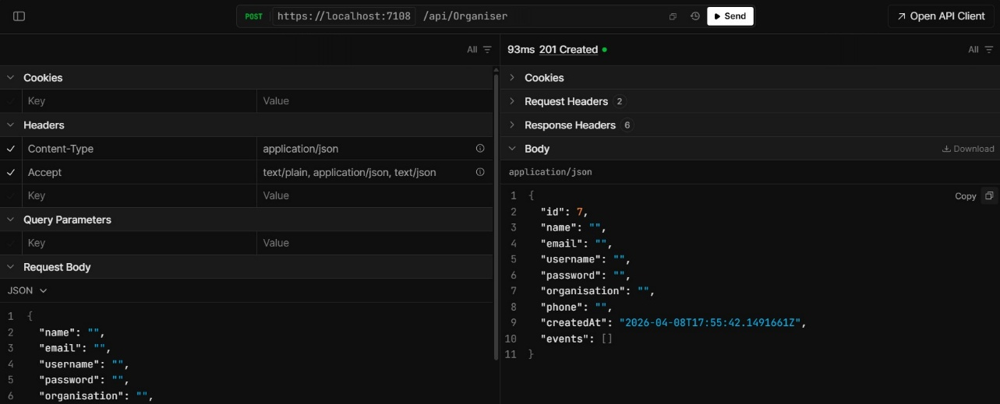 POST https://localhost:7108 /api/Organiser Send Open API Client
All
93ms 201 Created All
Cookies
Key Value
Headers
Content-Type application/json
Accept text/plain, application/json, text/json
Key Value
Query Parameters
Key Value
Request Body
JSON
1 {
2 "name": "",
3 "email": "",
4 "username": "",
5 "password": "",
6 "organisation": "",
Cookies
Request Headers 2
Response Headers 6
Body Download
application/json
Copy
1 {
2 "id": 7,
3 "name": "",
4 "email": "",
5 "username": "",
6 "password": "",
7 "organisation": "",
8 "phone": "",
9 "createdAt": "2026-04-08T17:55:42.1491661Z",
10 "events": []
11 }